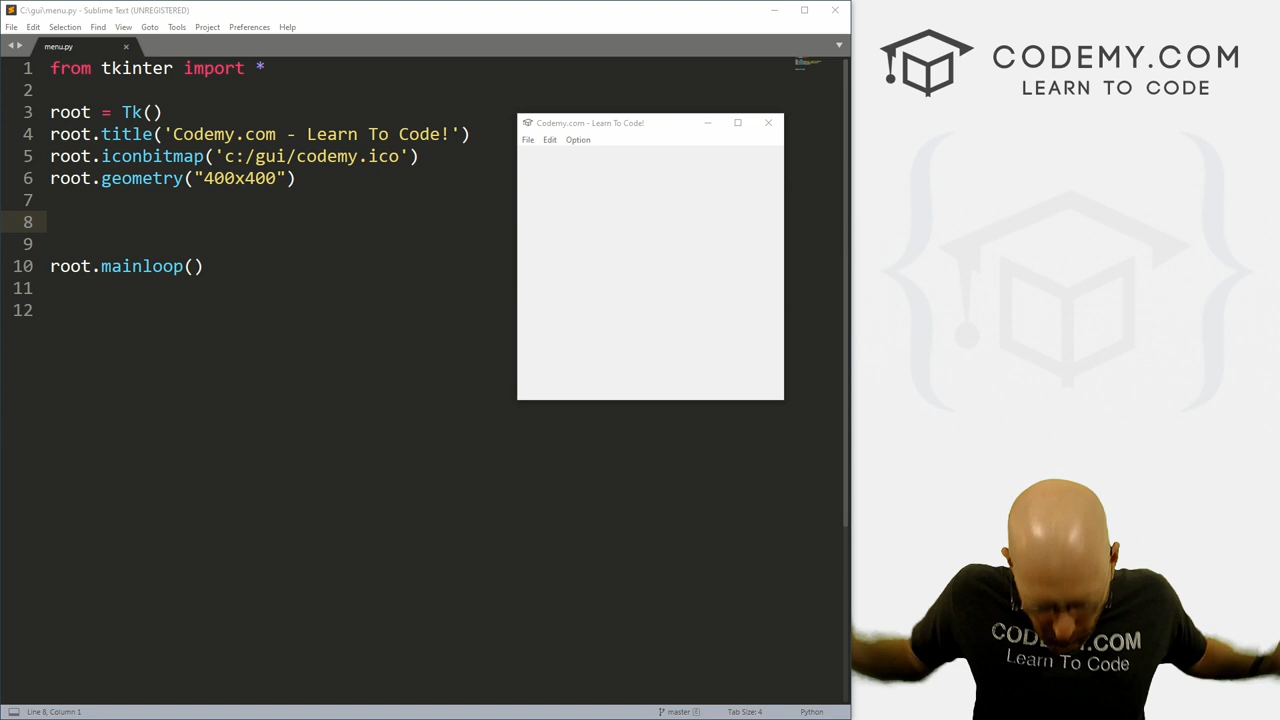 C:\gui\menu.py - Sublime Text (UNREGISTERED)
File Edit Selection Find View Goto Tools Project Preferences Help
menu.py
1 from tkinter import *
2
3 root = Tk()
4 root.title('Codemy.com - Learn To Code!')
5 root.iconbitmap('c:/gui/codemy.ico')
6 root.geometry("400x400")
7
8
9
10 root.mainloop()
11
12
Codemy.com - Learn To Code!
File Edit Option
CODEMY.COM
LEARN TO CODE
CODEMY.COM
Learn To Code
Line 8, Column 1
master 6 Tab Size: 4 Python